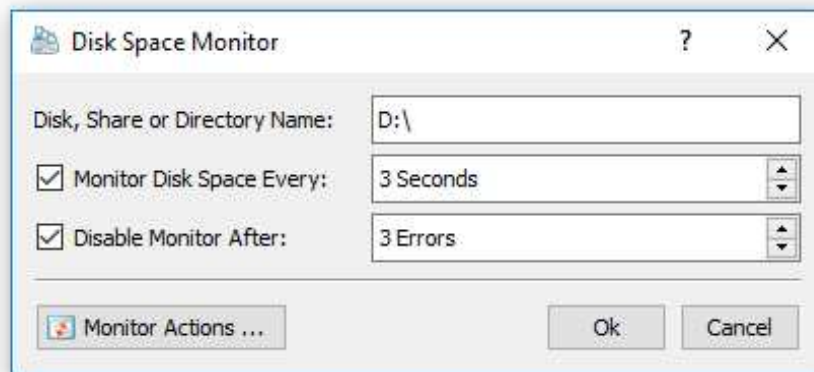 Disk Space Monitor ?
Disk, Share or Directory Name: D:\
Monitor Disk Space Every: 3 Seconds
Disable Monitor After: 3 Errors
Monitor Actions ... Ok Cancel